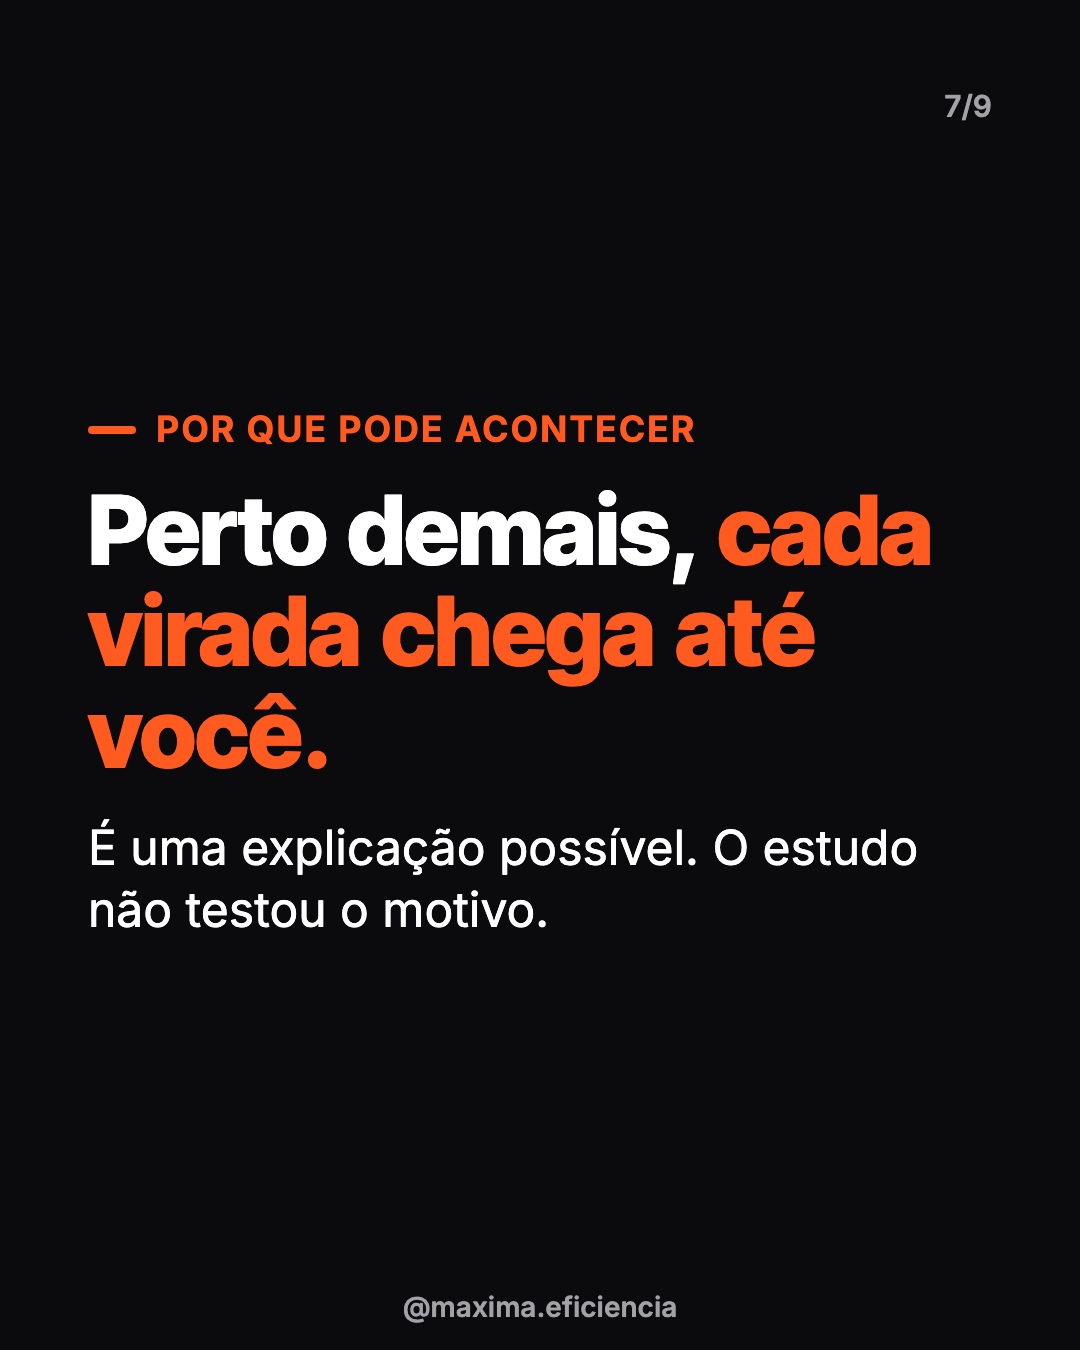 7/9
POR QUE PODE ACONTECER
Perto demais, cada
virada chega até
você.
É uma explicação possível. O estudo
não testou o motivo.
@maxima.eficiencia